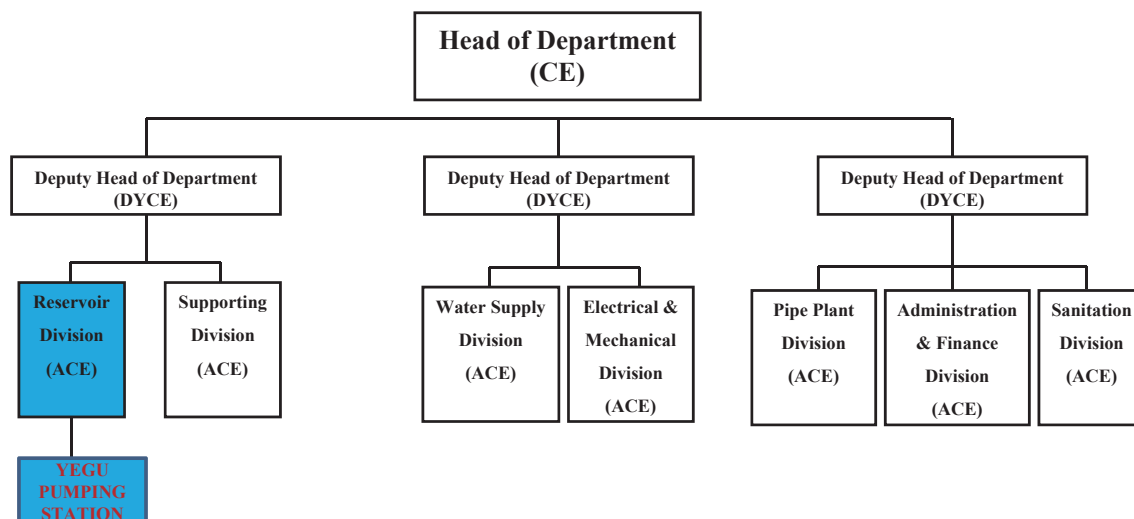 Head of Department
(CE)
Deputy Head of Department
(DYCE)
Deputy Head of Department
(DYCE)
Deputy Head of Department
(DYCE)
Reservoir
Division
(ACE)
Supporting
Division
(ACE)
Water Supply
Division
(ACE)
Electrical &
Mechanical
Division
(ACE)
Pipe Plant
Division
(ACE)
Administration
& Finance
Division
(ACE)
Sanitation
Division
(ACE)
YEGU
PUMPING
STATION